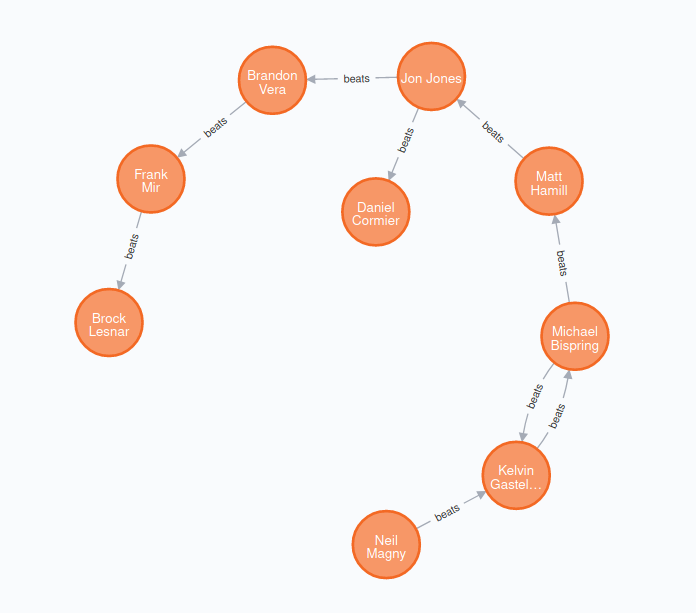 Brandon
Vera
beats
Jon Jones
beats
beats
beats
Frank
Mir
Matt
Hamill
Daniel
Cormier
beats
beats
Brock
Lesnar
Michael
Bispring
beats
beats
Kelvin
Gastel...
beats
Neil
Magny